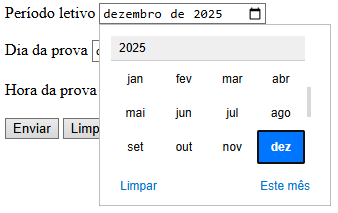 Período letivo dezembro de 2025
2025
Dia da prova
jan fev mar abr
Hora da prova
mai jun jul ago
Enviar Limp
set out nov dez
Limpar Este mês